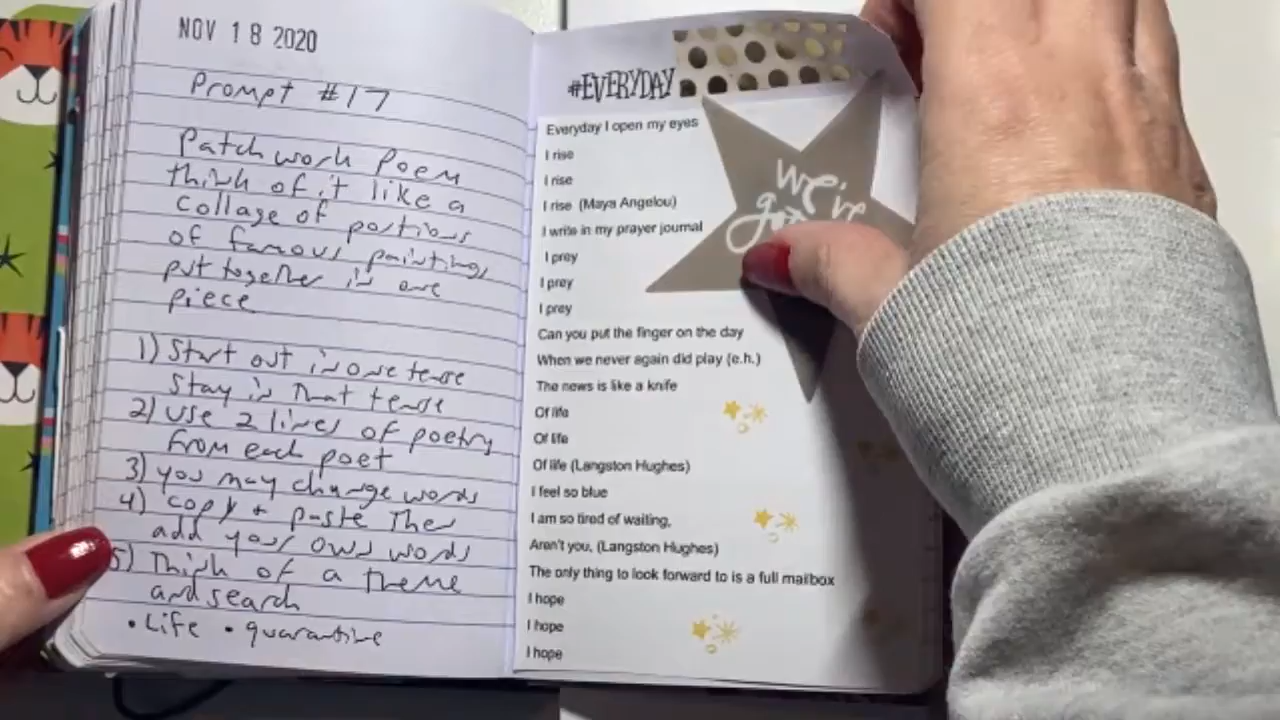 NOV 18 2020
Prompt #17
Patchwork Poem
think of it like a
collage of portions
of famous paintings
put together in one
piece
1) Start out in one tense
stay in that tense
2) use 2 lines of poetry
from each poet
3) you may change words
4) copy + paste then
add your own words
5) Think of a theme
and search
• Life • quarantine
#EVERYDAY
Everyday I open my eyes
I rise
I rise
I rise (Maya Angelou)
I write in my prayer journal
I prey
I prey
I prey
Can you put the finger on the day
When we never again did play (e.h.)
The news is like a knife
Of life
Of life
Of life (Langston Hughes)
I feel so blue
I am so tired of waiting,
Aren't you, (Langston Hughes)
The only thing to look forward to is a full mailbox
I hope
I hope
I hope
we're